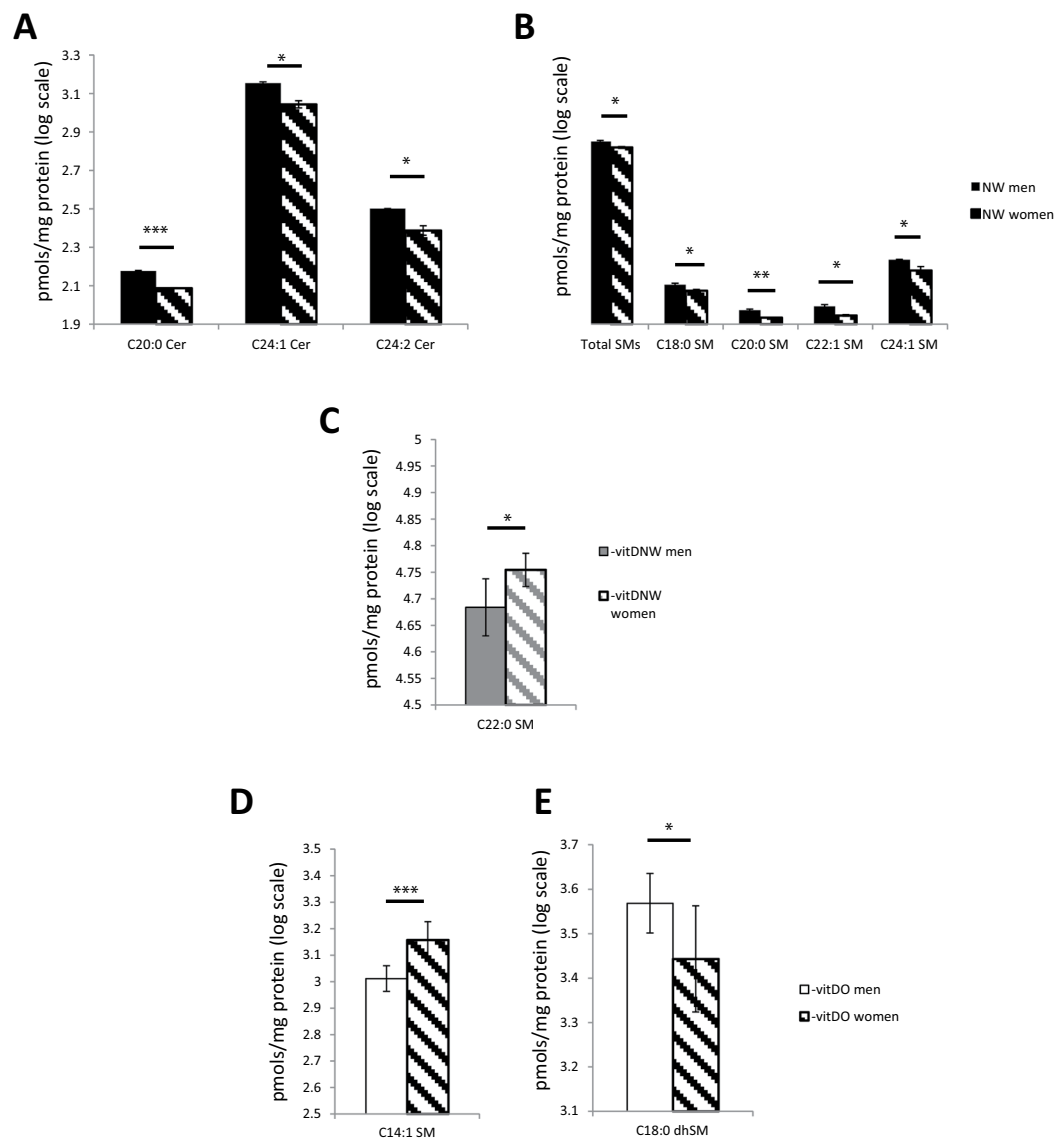 A
pmols/mg protein (log scale)
3.3
3.1
2.9
2.7
2.5
2.3
2.1
1.9
***
*
*
C20:0 Cer
C24:1 Cer
C24:2 Cer
B
pmols/mg protein (log scale)
*
*
**
*
*
Total SMs
C18:0 SM
C20:0 SM
C22:1 SM
C24:1 SM
NW men
NW women
C
pmols/mg protein (log scale)
5
4.95
4.9
4.85
4.8
4.75
4.7
4.65
4.6
4.55
4.5
*
C22:0 SM
-vitDNW men
-vitDNW
women
D
pmols/mg protein (log scale)
3.5
3.4
3.3
3.2
3.1
3
2.9
2.8
2.7
2.6
2.5
***
C14:1 SM
E
pmols/mg protein (log scale)
3.7
3.6
3.5
3.4
3.3
3.2
3.1
*
C18:0 dhSM
-vitDO men
-vitDO women